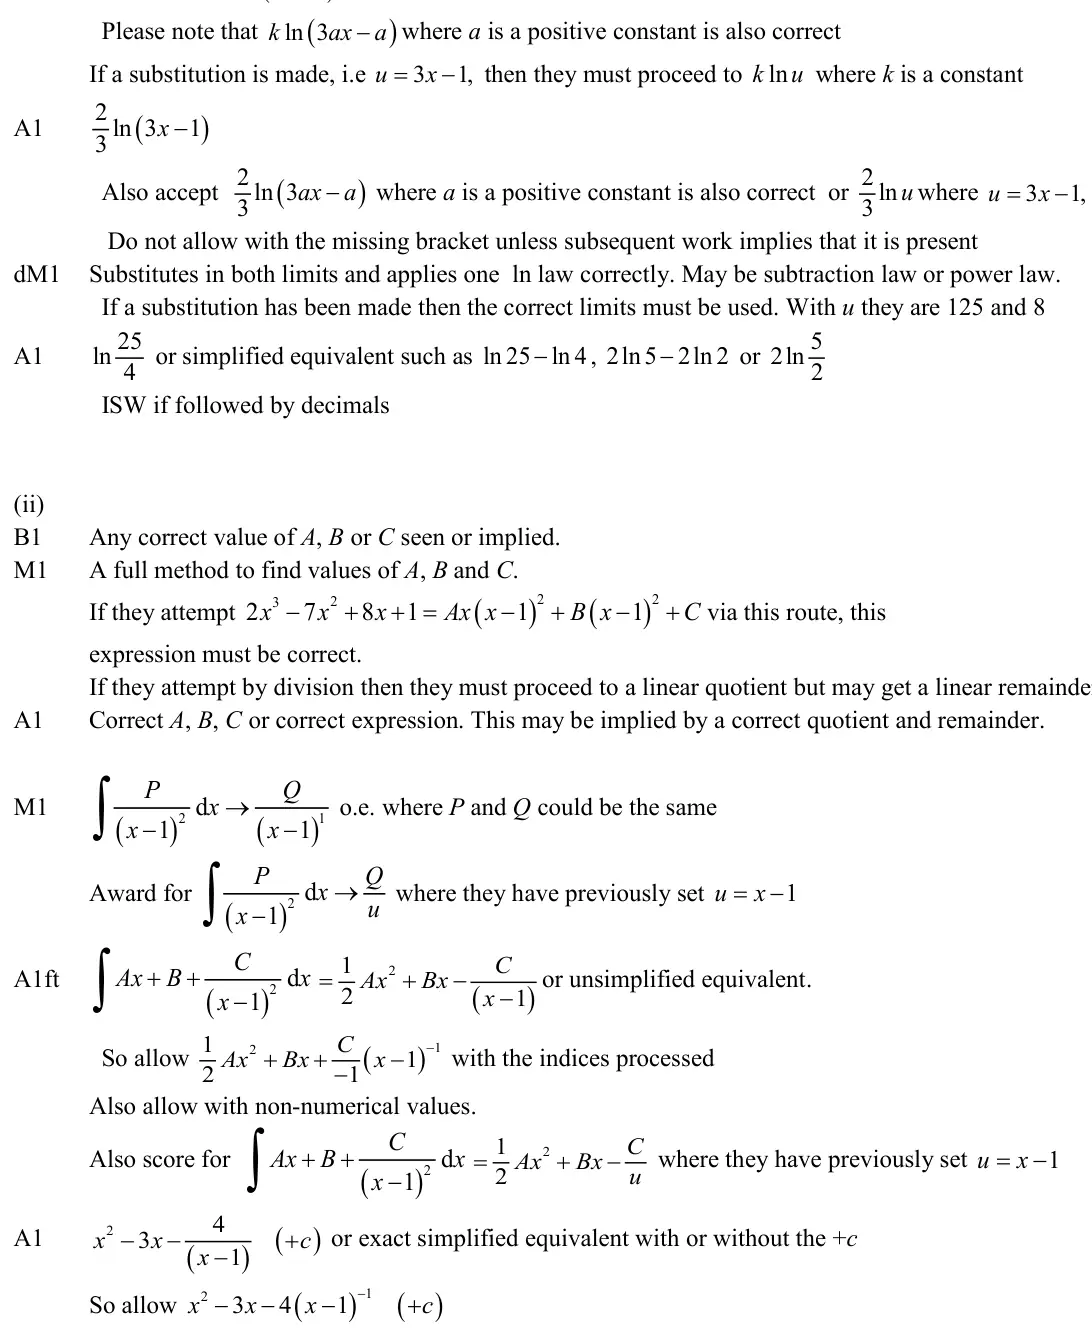 Please note that k ln(3ax − a) where a is a positive constant is also correct
If a substitution is made, i.e u = 3x − 1, then they must proceed to k ln u where k is a constant
A1 2/3 ln(3x − 1)
Also accept 2/3 ln(3ax − a) where a is a positive constant is also correct or 2/3 ln u where u = 3x − 1,
Do not allow with the missing bracket unless subsequent work implies that it is present
dM1 Substitutes in both limits and applies one ln law correctly. May be subtraction law or power law.
If a substitution has been made then the correct limits must be used. With u they are 125 and 8
A1 ln 25/4 or simplified equivalent such as ln 25 − ln 4, 2 ln 5 − 2 ln 2 or 2 ln 5/2
ISW if followed by decimals
(ii)
B1 Any correct value of A, B or C seen or implied.
M1 A full method to find values of A, B and C.
If they attempt 2x³ − 7x² + 8x + 1 = Ax(x − 1)² + B(x − 1)² + C via this route, this
expression must be correct.
If they attempt by division then they must proceed to a linear quotient but may get a linear remainde
A1 Correct A, B, C or correct expression. This may be implied by a correct quotient and remainder.
M1 ∫ P/(x − 1)² dx → Q/(x − 1)¹ o.e. where P and Q could be the same
Award for ∫ P/(x − 1)² dx → Q/u where they have previously set u = x − 1
A1ft ∫ Ax + B + C/(x − 1)² dx = 1/2 Ax² + Bx − C/(x − 1) or unsimplified equivalent.
So allow 1/2 Ax² + Bx + C/−1 (x − 1)⁻¹ with the indices processed
Also allow with non-numerical values.
Also score for ∫ Ax + B + C/(x − 1)² dx = 1/2 Ax² + Bx − C/u where they have previously set u = x − 1
A1 x² − 3x − 4/(x − 1) (+c) or exact simplified equivalent with or without the +c
So allow x² − 3x − 4(x − 1)⁻¹ (+c)